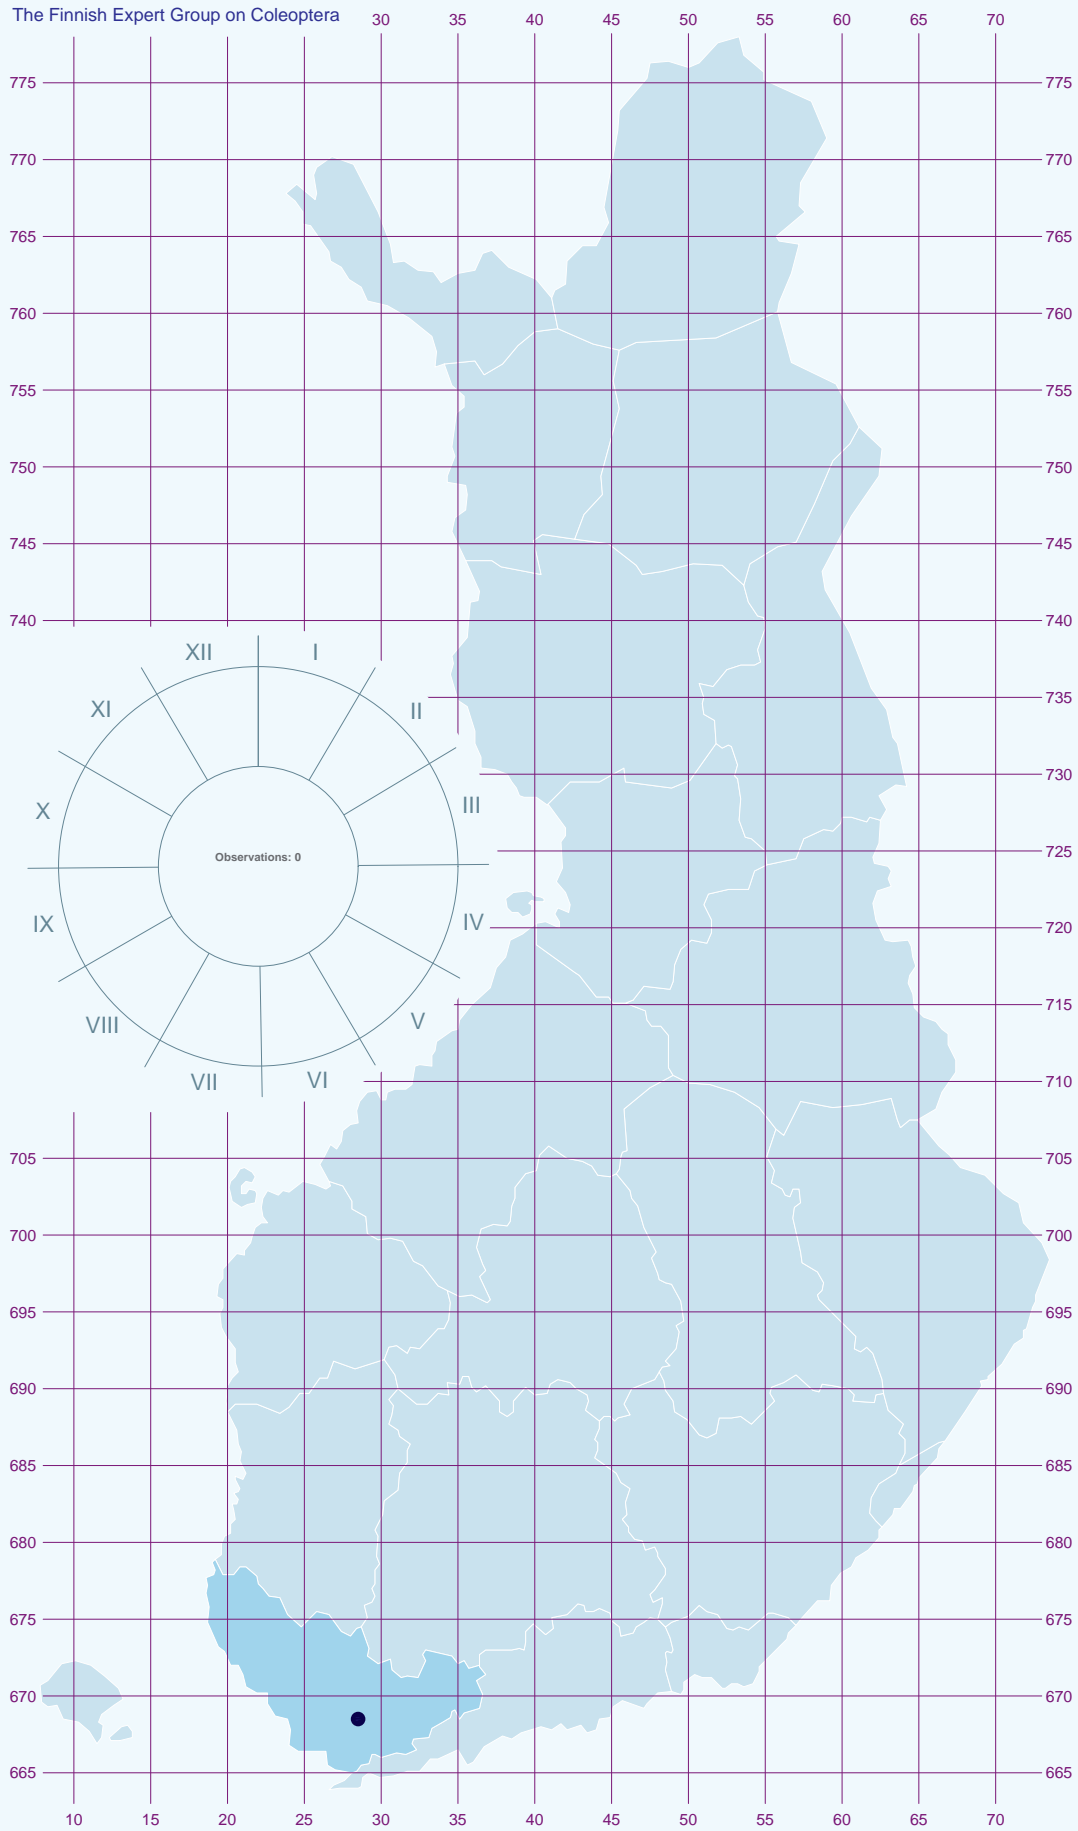 The Finnish Expert Group on Coleoptera
30 35 40 45 50 55 60 65 70
775 775
770 770
765 765
760 760
755 755
750 750
745 745
740 740
XII I
XI II
735
730
X III
Observations: 0
725
IX IV
720
VIII V
715
VII VI
710
705 705
700 700
695 695
690 690
685 685
680 680
675 675
670 670
665 665
10 15 20 25 30 35 40 45 50 55 60 65 70